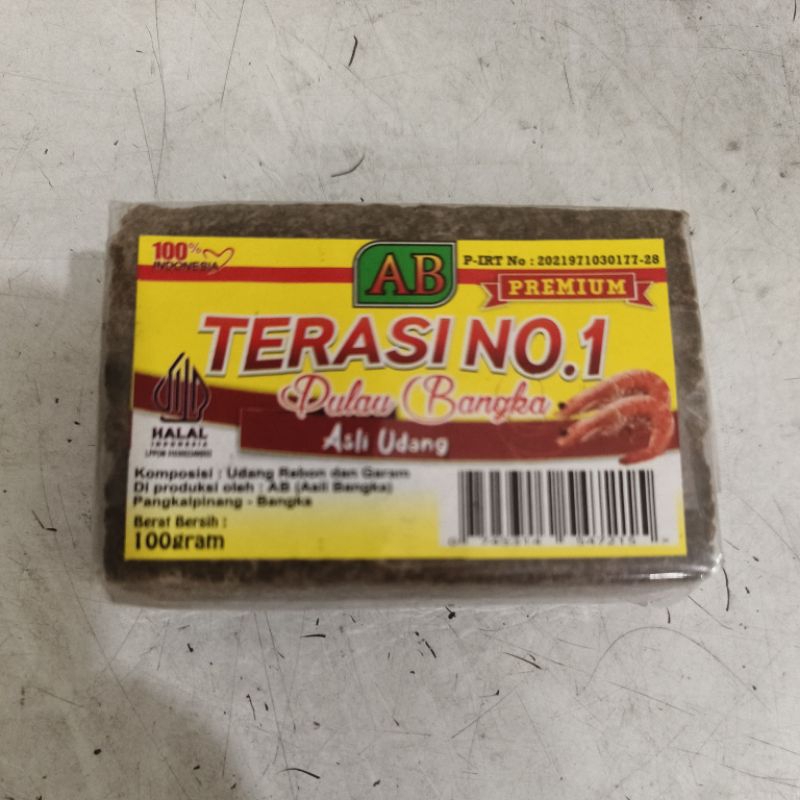 100%
INDONESIA
AB
P-IRT No : 2021971030177-28
PREMIUM
TERASI NO.1
Pulau Bangka
Asli Udang
HALAL
INDONESIA
Komposisi : Udang Rebon dan Garam
Di produksi oleh : AB (Asli Bangka)
Pangkalpinang - Bangka
Berat Bersih :
100gram